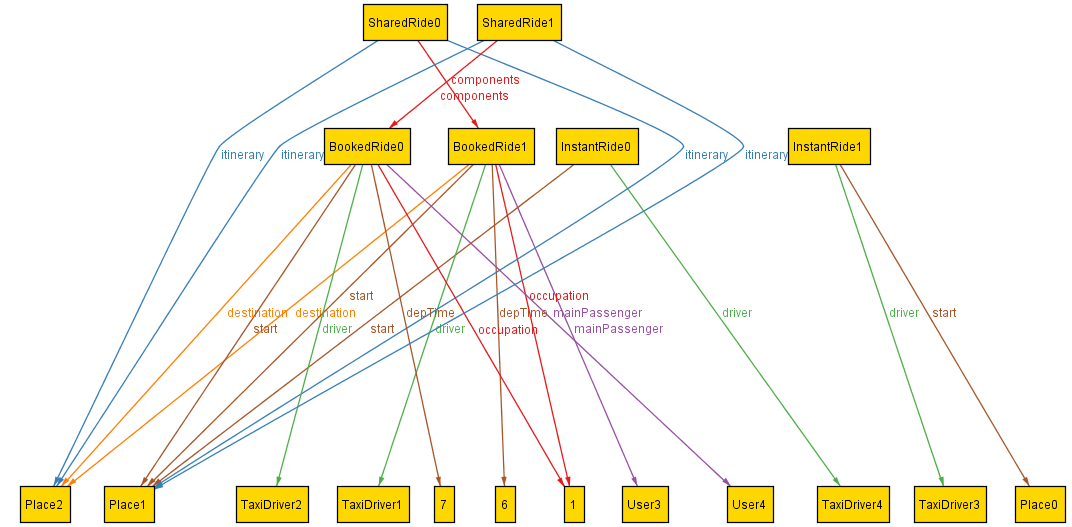 SharedRide0 SharedRide1
components
components
BookedRide0 BookedRide1 InstantRide0 InstantRide1
itinerary itinerary itinerary itinerary
start occupation
destination destination depTime depTime mainPassenger driver driver start
start driver start driver occupation mainPassenger
Place2 Place1 TaxiDriver2 TaxiDriver1 7 6 1 User3 User4 TaxiDriver4 TaxiDriver3 Place0